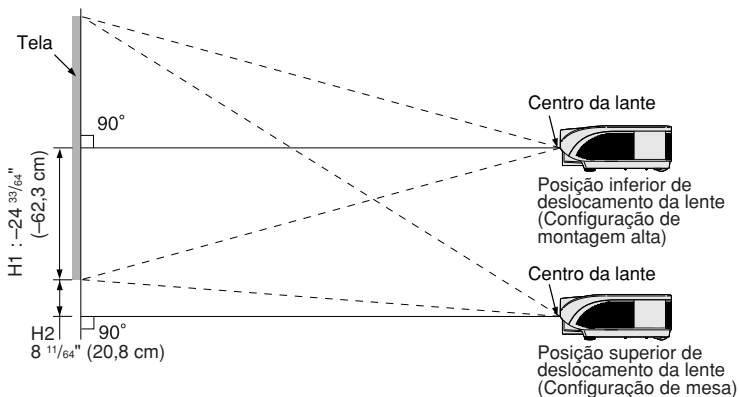 Tela
90°
H1 : –24 33/64"
(–62,3 cm)
Centro da lante
Posição inferior de
deslocamento da lente
(Configuração de
montagem alta)
Centro da lante
H2
8 11/64" (20,8 cm)
90°
Posição superior de
deslocamento da lente
(Configuração de mesa)